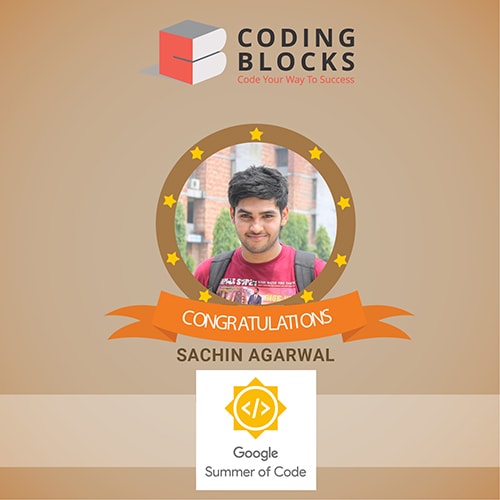 CODING
BLOCKS
Code Your Way To Success
CONGRATULATIONS
SACHIN AGARWAL
</>
Google
Summer of Code